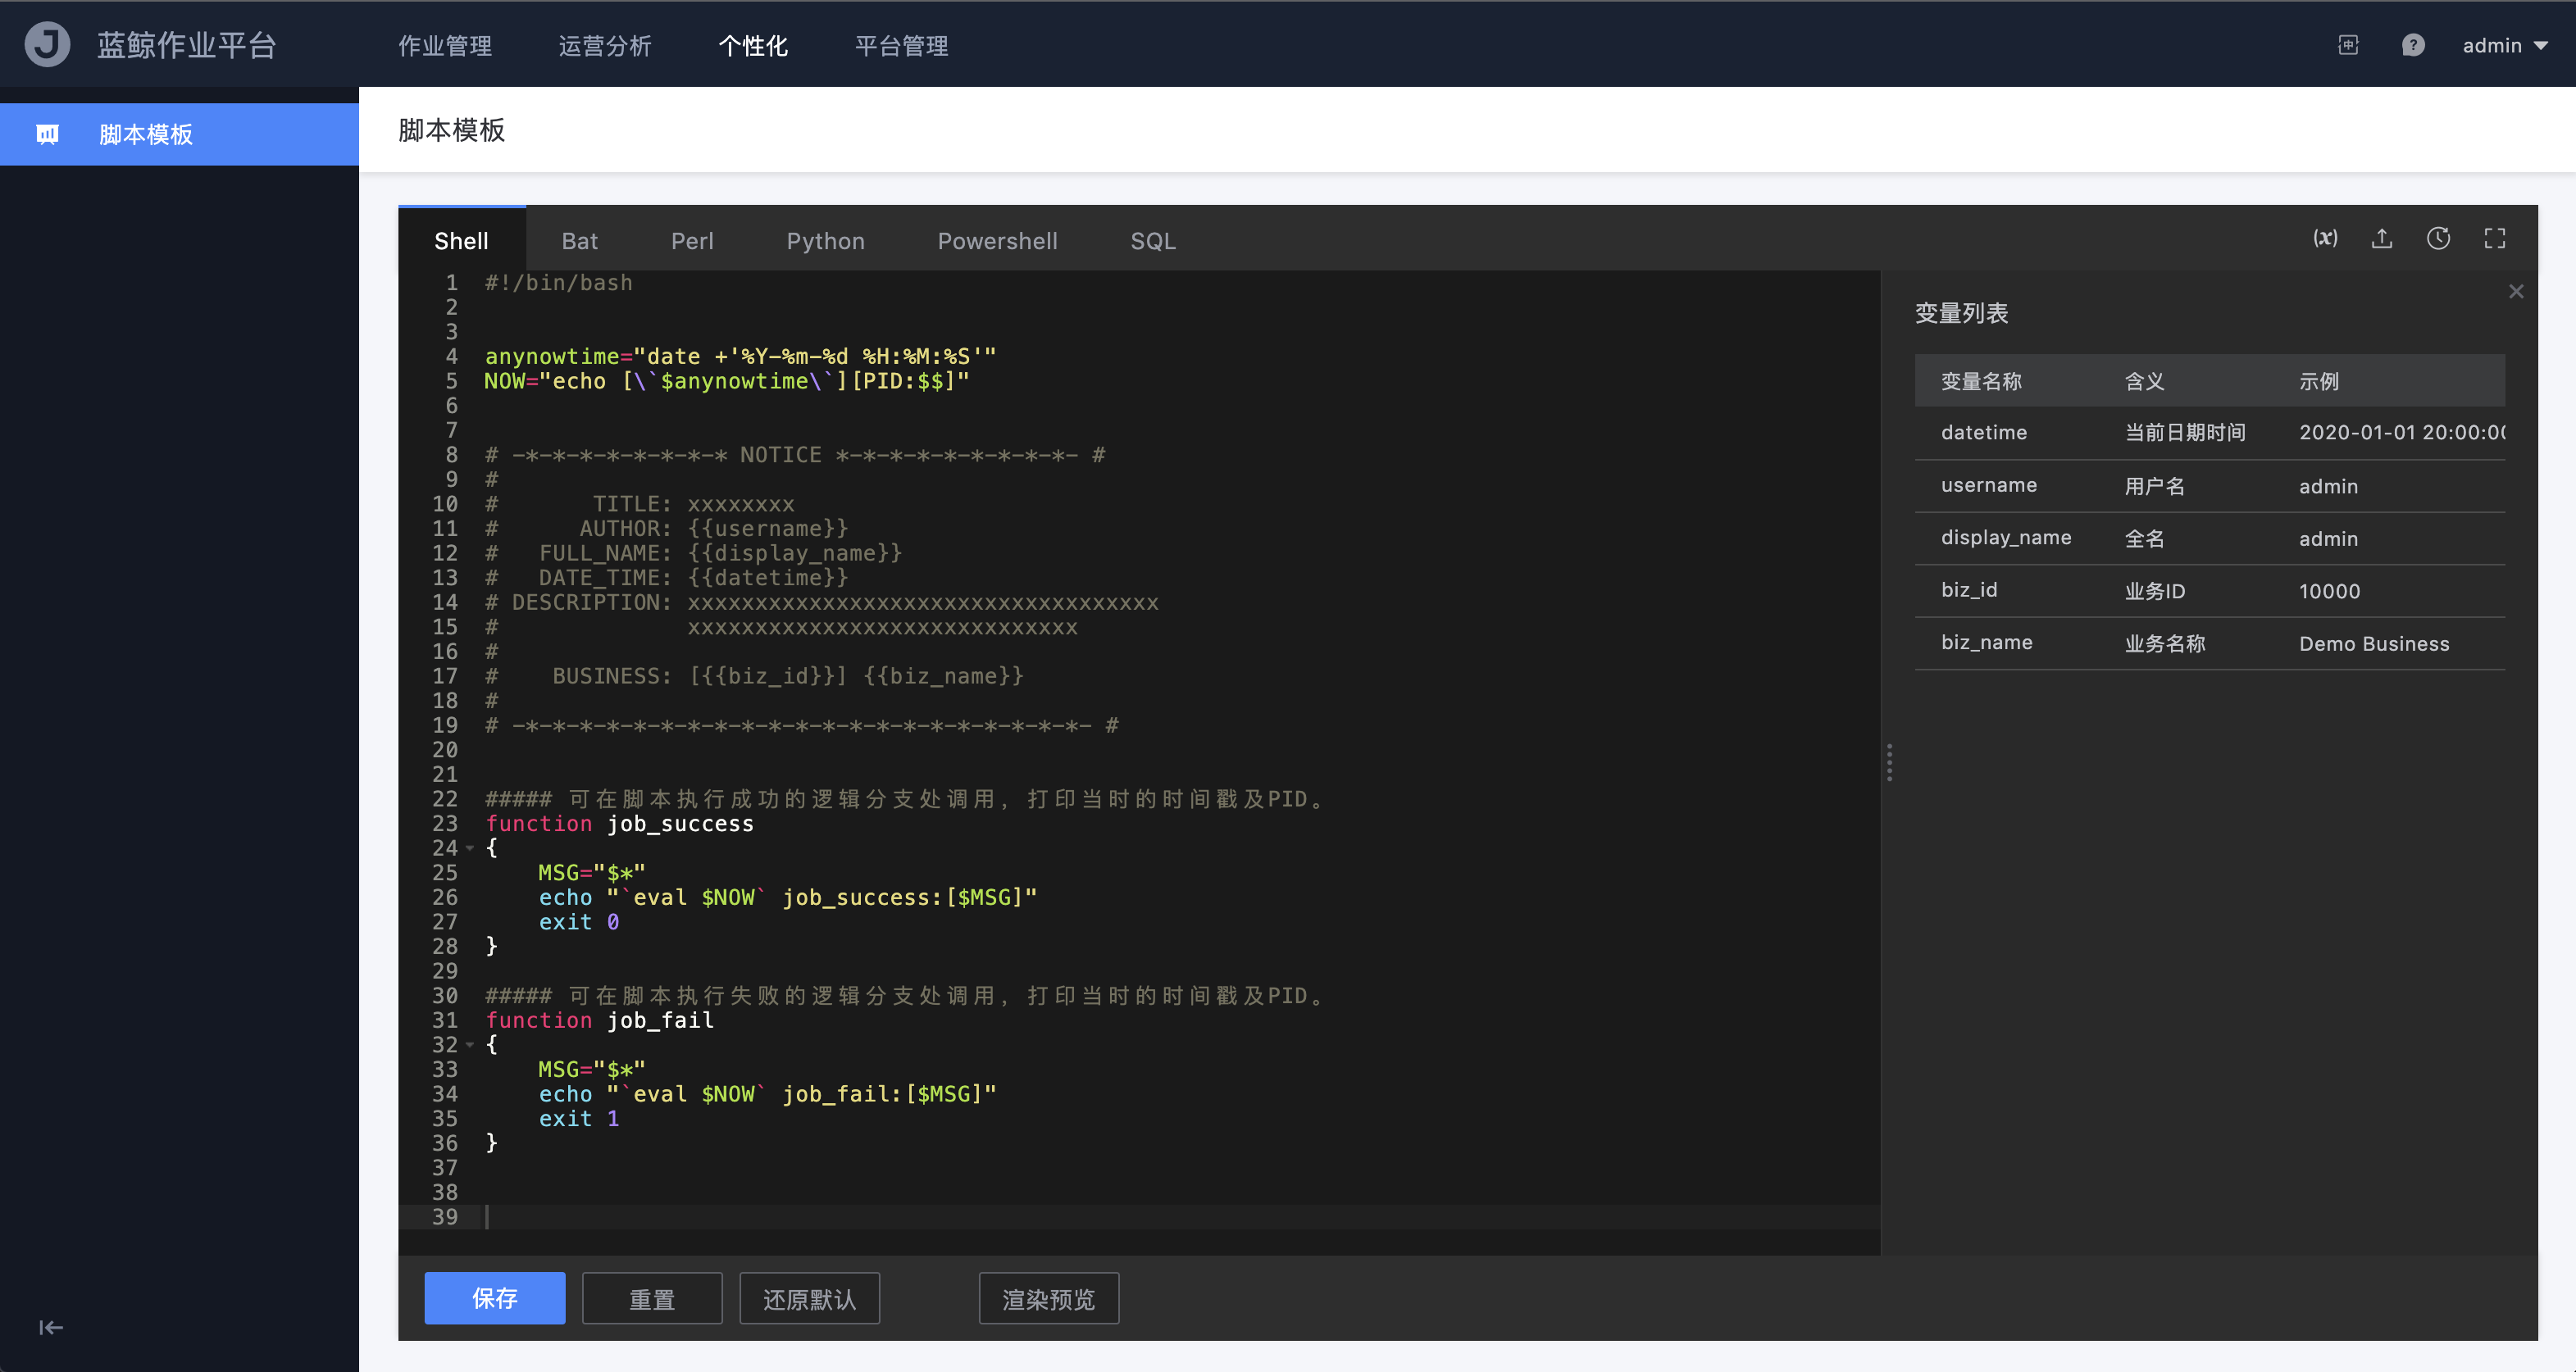 J 蓝鲸作业平台 作业管理 运营分析 个性化 平台管理 中 ? admin
脚本模板
脚本模板
Shell Bat Perl Python Powershell SQL (x)
1 #!/bin/bash
2
3
4 anynowtime="date +'%Y-%m-%d %H:%M:%S'"
5 NOW="echo [\`$anynowtime\`][PID:$$]"
6
7
8 # -*-*-*-*-*-*-*-* NOTICE *-*-*-*-*-*-*-*-*- #
9 #
10 #       TITLE: xxxxxxxx
11 #      AUTHOR: {{username}}
12 #   FULL_NAME: {{display_name}}
13 #   DATE_TIME: {{datetime}}
14 # DESCRIPTION: xxxxxxxxxxxxxxxxxxxxxxxxxxxxxxxxxxx
15 #              xxxxxxxxxxxxxxxxxxxxxxxxxxxxx
16 #
17 #    BUSINESS: [{{biz_id}}] {{biz_name}}
18 #
19 # -*-*-*-*-*-*-*-*-*-*-*-*-*-*-*-*-*-*-*-*-*- #
20
21
22 ##### 可在脚本执行成功的逻辑分支处调用，打印当时的时间戳及PID。
23 function job_success
24 {
25     MSG="$*"
26     echo "`eval $NOW` job_success:[$MSG]"
27     exit 0
28 }
29
30 ##### 可在脚本执行失败的逻辑分支处调用，打印当时的时间戳及PID。
31 function job_fail
32 {
33     MSG="$*"
34     echo "`eval $NOW` job_fail:[$MSG]"
35     exit 1
36 }
37
38
39
变量列表
变量名称 含义 示例
datetime 当前日期时间 2020-01-01 20:00:00
username 用户名 admin
display_name 全名 admin
biz_id 业务ID 10000
biz_name 业务名称 Demo Business
保存 重置 还原默认 渲染预览